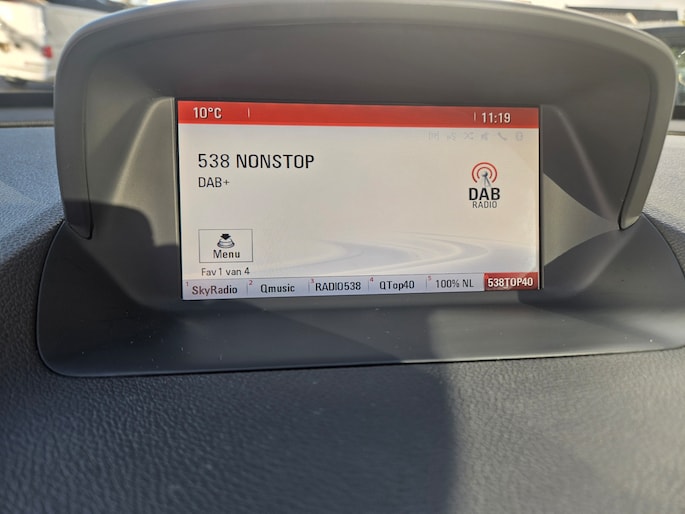 10°C 11:19
538 NONSTOP
DAB+
DAB
RADIO
Menu
Fav 1 van 4
1 SkyRadio 2 Qmusic 3 RADIO538 4 QTop40 5 100% NL 538TOP40